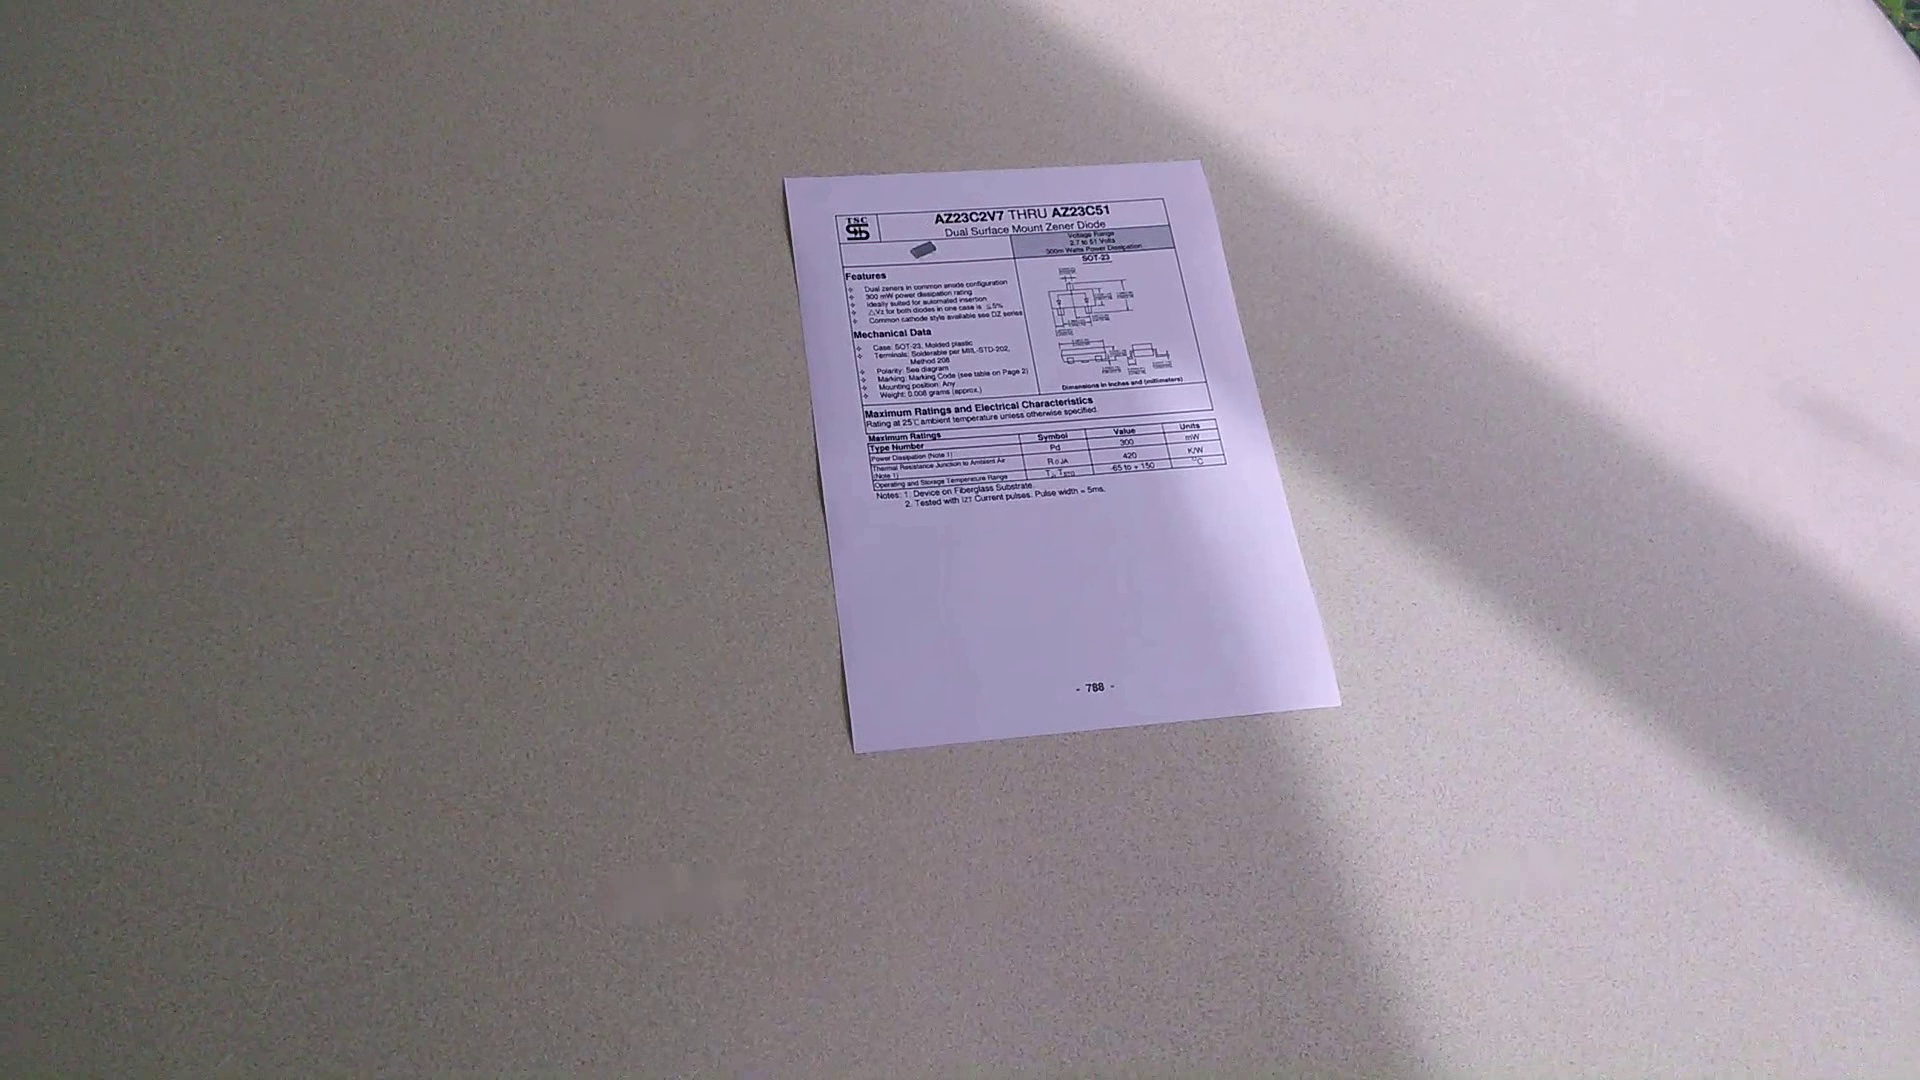 TSC
AZ23C2V7 THRU AZ23C51
Dual Surface Mount Zener Diode
Voltage Range
2.7 to 51 Volts
300m Watts Power Dissipation
SOT-23
Features
Dual zeners in common anode configuration
300 mW power dissipation rating
Ideally suited for automated insertion
△Vz for both diodes in one case is ≦5%
Common cathode style available see DZ series
Mechanical Data
Case: SOT-23, Molded plastic
Terminals: Solderable per MIL-STD-202,
Method 208
Polarity: See diagram
Marking: Marking Code (see table on Page 2)
Mounting position: Any
Weight: 0.008 grams (approx.)
Dimensions in inches and (millimeters)
Maximum Ratings and Electrical Characteristics
Rating at 25℃ ambient temperature unless otherwise specified.
Maximum Ratings
Type Number Symbol Value Units
Power Dissipation (Note 1) Pd 300 mW
Thermal Resistance Junction to Ambient Air
(Note 1) RθJA 420 K/W
Operating and Storage Temperature Range TJ, TSTG -65 to + 150 °C
Notes: 1. Device on Fiberglass Substrate.
2. Tested with IZT Current pulses. Pulse width = 5ms.
- 788 -